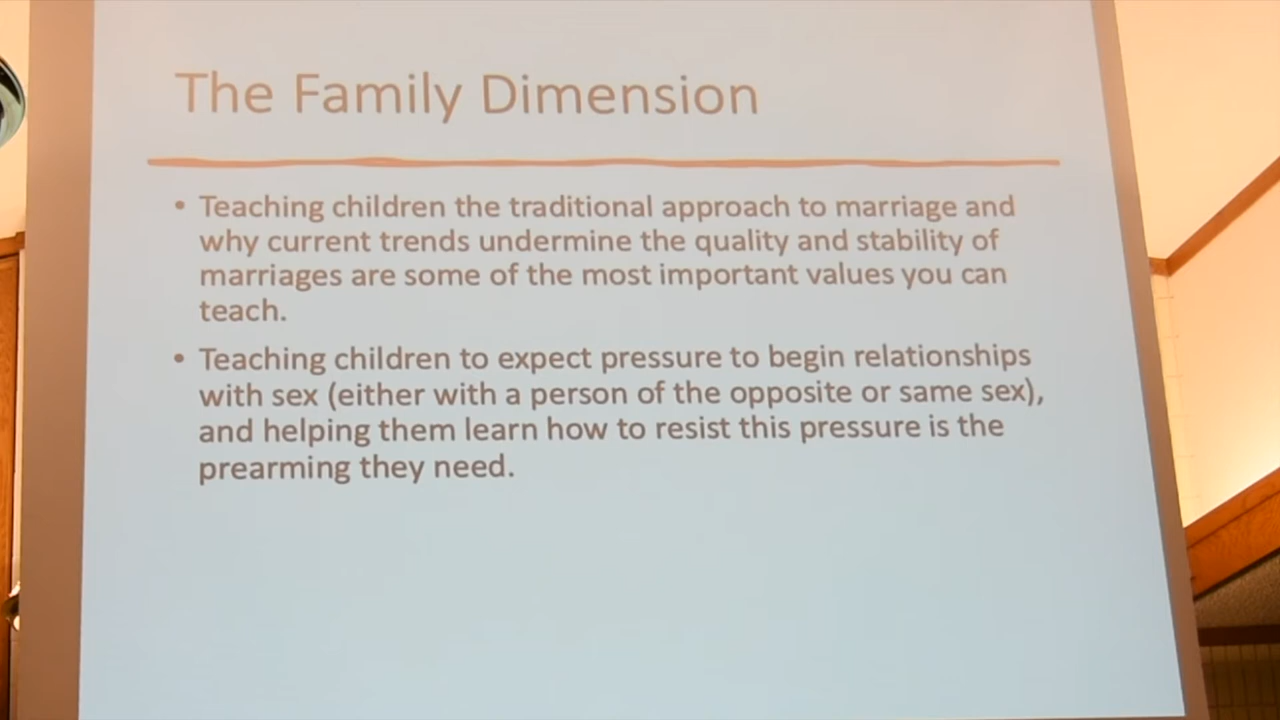 The Family Dimension
• Teaching children the traditional approach to marriage and
why current trends undermine the quality and stability of
marriages are some of the most important values you can
teach.
• Teaching children to expect pressure to begin relationships
with sex (either with a person of the opposite or same sex),
and helping them learn how to resist this pressure is the
prearming they need.